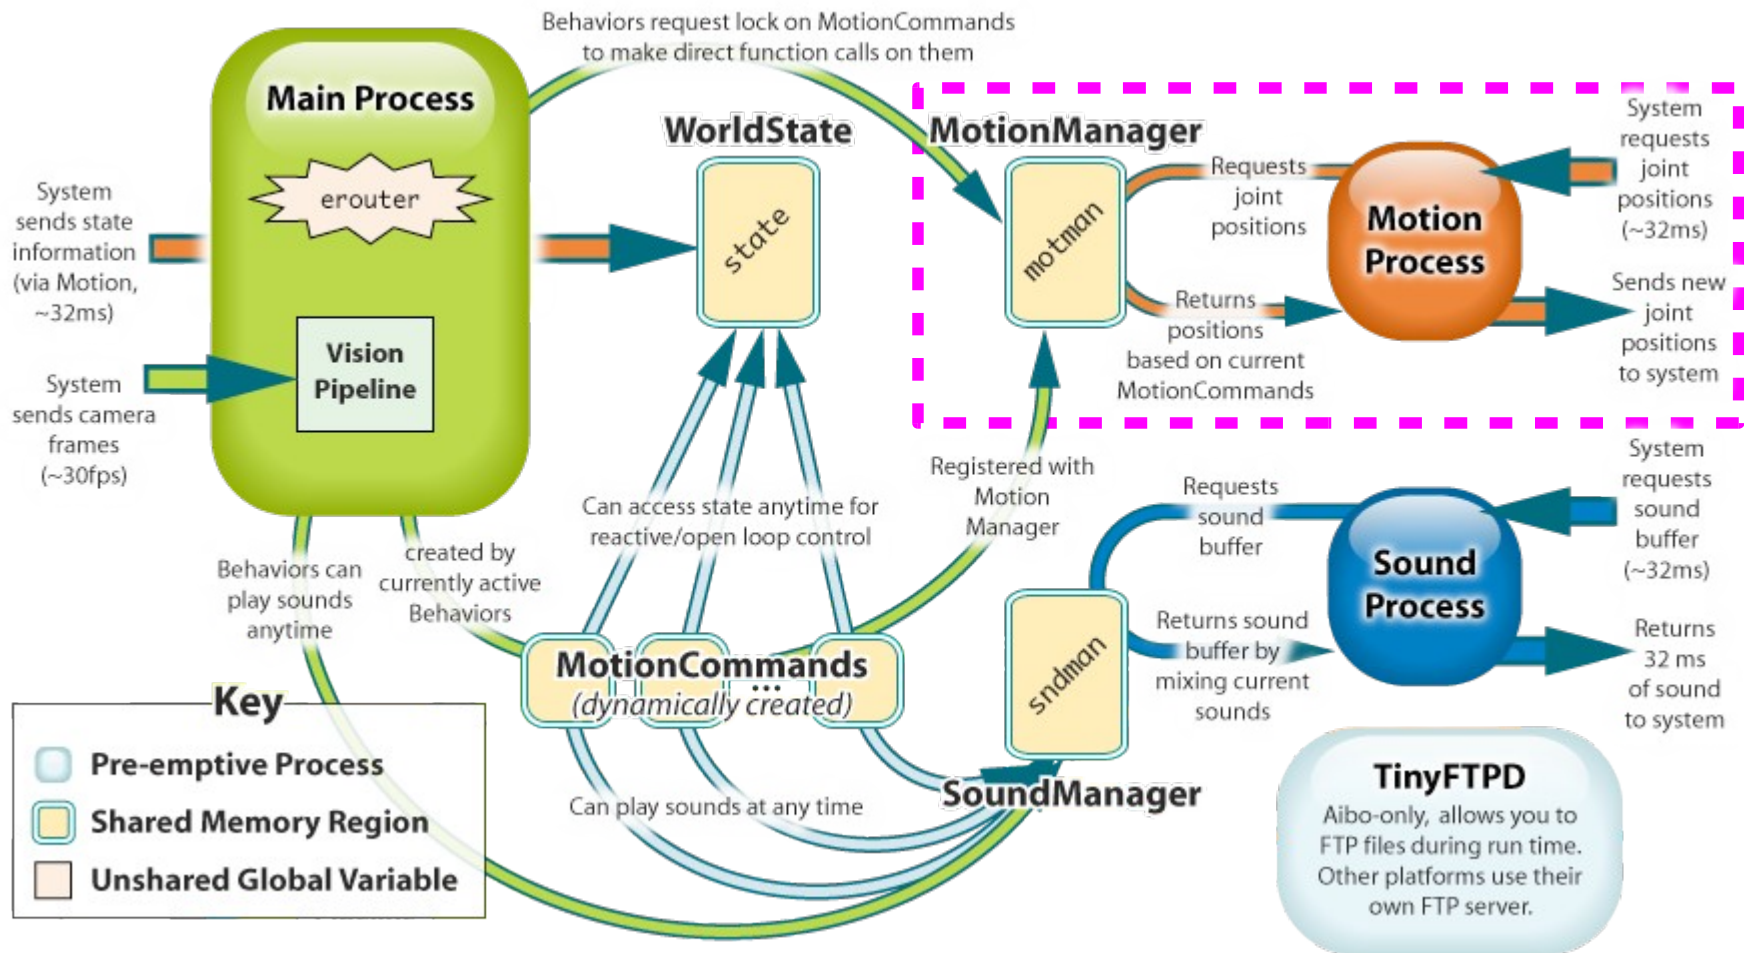 Behaviors request lock on MotionCommands
to make direct function calls on them
Main Process
erouter
Vision
Pipeline
System
sends state
information
(via Motion,
~32ms)
System
sends camera
frames
(~30fps)
WorldState
state
MotionManager
motman
Requests
joint
positions
Returns
positions
based on current
MotionCommands
Motion
Process
System
requests
joint
positions
(~32ms)
Sends new
joint
positions
to system
Can access state anytime for
reactive/open loop control
Registered with
Motion
Manager
Behaviors can
play sounds
anytime
created by
currently active
Behaviors
MotionCommands
...
(dynamically created)
Can play sounds at any time
sndman
SoundManager
Requests
sound
buffer
Returns sound
buffer by
mixing current
sounds
Sound
Process
System
requests
sound
buffer
(~32ms)
Returns
32 ms
of sound
to system
Key
Pre-emptive Process
Shared Memory Region
Unshared Global Variable
TinyFTPD
Aibo-only, allows you to
FTP files during run time.
Other platforms use their
own FTP server.